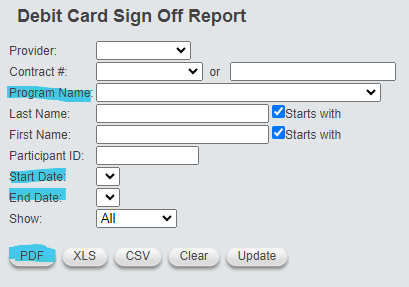 Debit Card Sign Off Report
Provider:
Contract #: or
Program Name:
Last Name: Starts with
First Name: Starts with
Participant ID:
Start Date:
End Date:
Show: All
PDF XLS CSV Clear Update